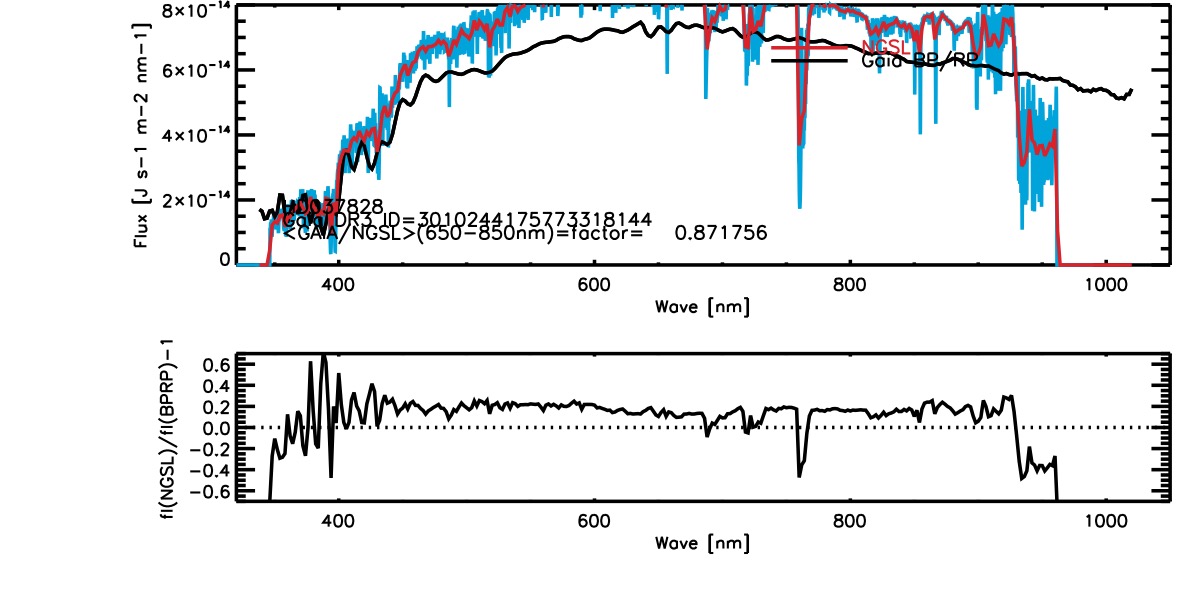 8×10−14
6×10−14
4×10−14
2×10−14
0
Flux [J s−1 m−2 nm−1]
NGSL
Gaia BP/RP
HD037828
Gaia DR3 ID=3010244175773318144
<GAIA/NGSL>(650−850nm)=factor= 0.871756
400 600 800 1000
Wave [nm]
fl(NGSL)/fl(BPRP)−1
0.6
0.4
0.2
0.0
−0.2
−0.4
−0.6
400 600 800 1000
Wave [nm]